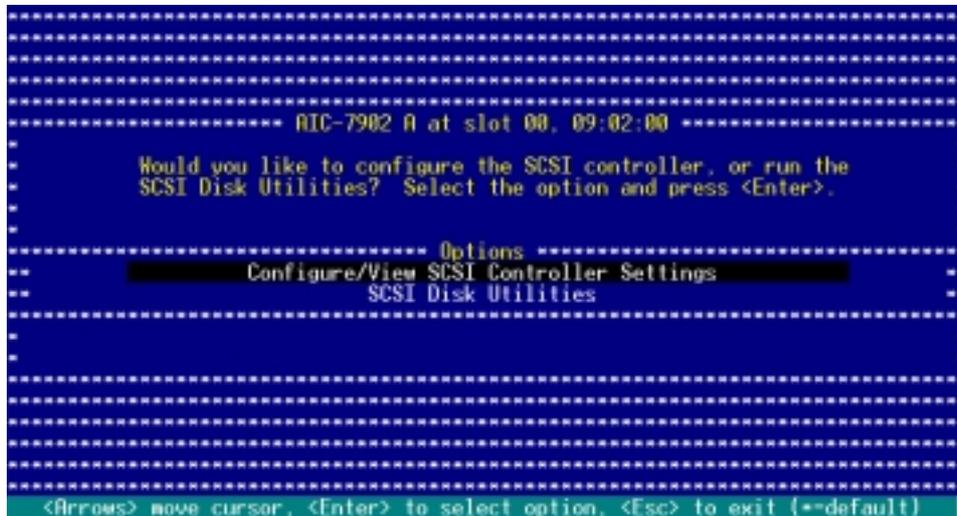 AIC-7902 A at slot 00, 09:02:00
Would you like to configure the SCSI controller, or run the
SCSI Disk Utilities? Select the option and press <Enter>.
Options
Configure/View SCSI Controller Settings
SCSI Disk Utilities
<Arrows> move cursor, <Enter> to select option, <Esc> to exit (*=default)